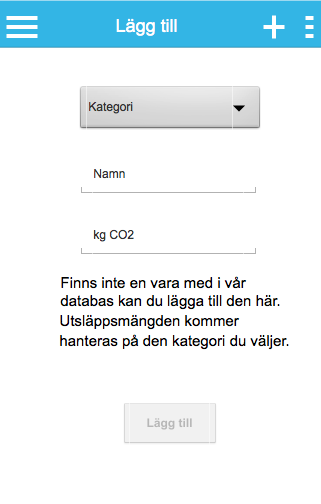 Lägg till
Kategori
Namn
kg CO2
Finns inte en vara med i vår
databas kan du lägga till den här.
Utsläppsmängden kommer
hanteras på den kategori du väljer.
Lägg till